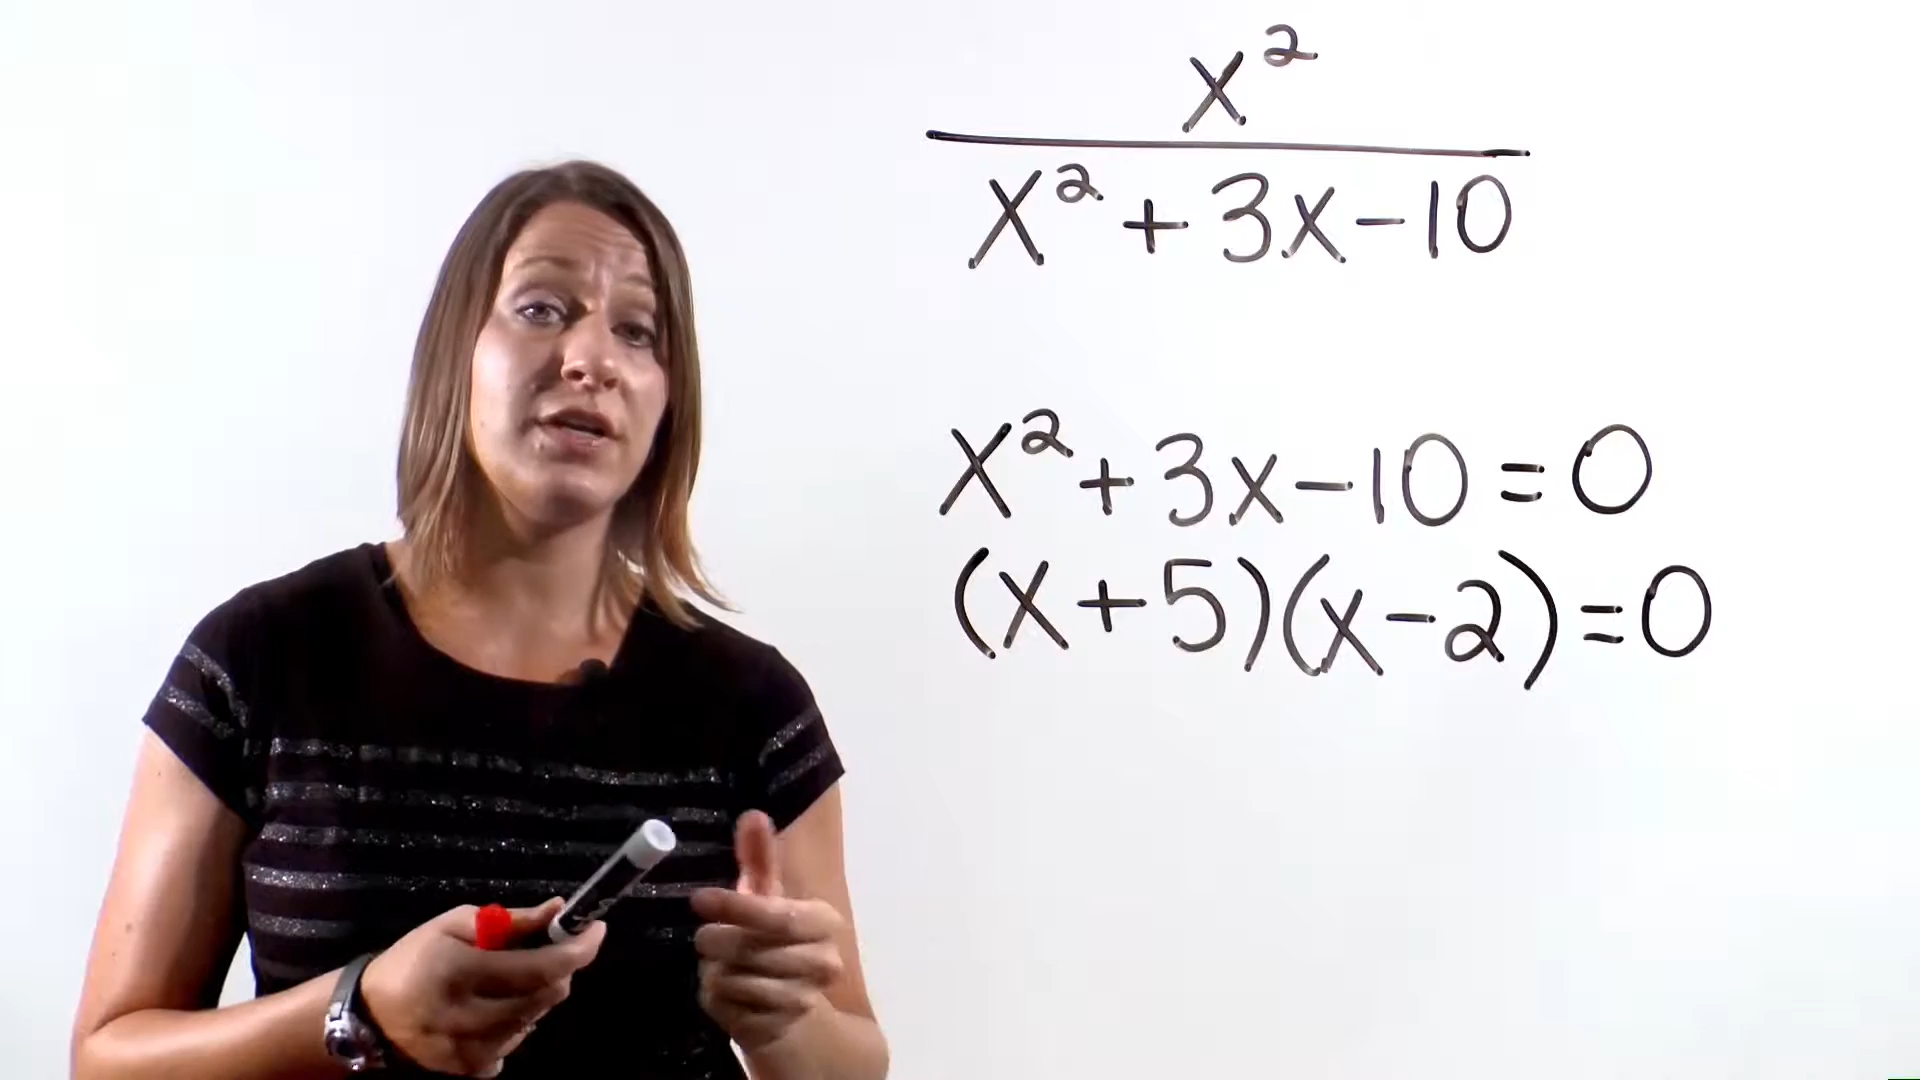 x²
x² + 3x - 10
x² + 3x - 10 = 0
(x + 5)(x - 2) = 0